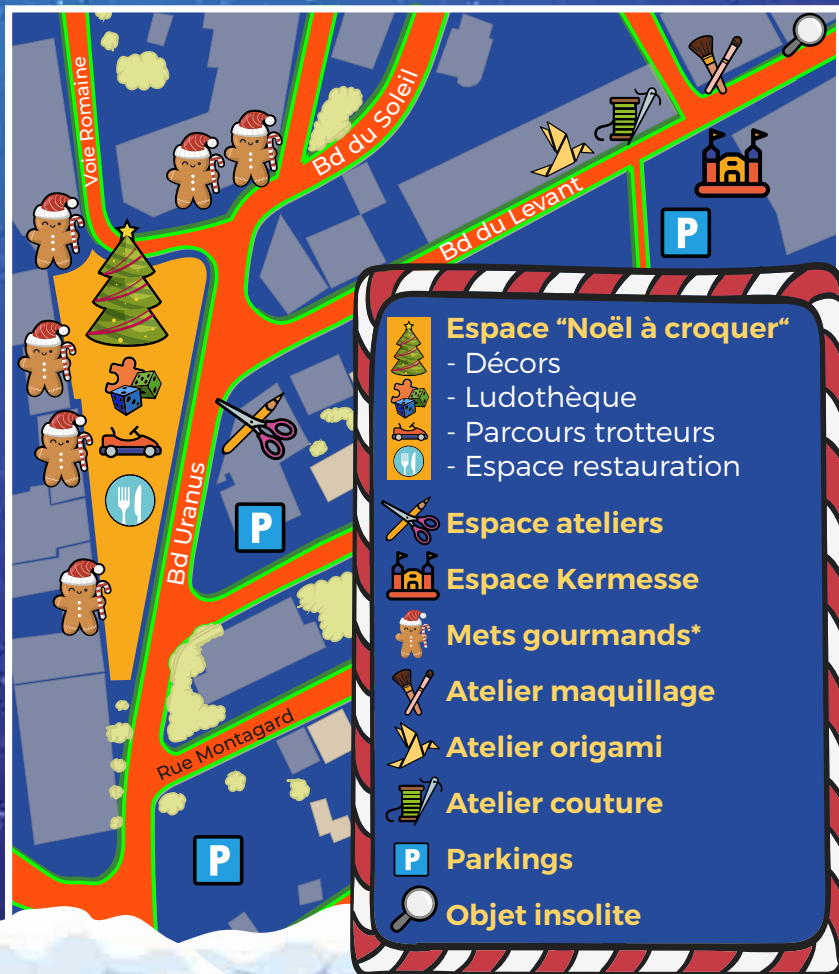 Voie Romaine
Bd du Soleil
Bd du Levant
P
Bd Uranus
P
Rue Montagard
P
Espace “Noël à croquer“
- Décors
- Ludothèque
- Parcours trotteurs
- Espace restauration
Espace ateliers
Espace Kermesse
Mets gourmands*
Atelier maquillage
Atelier origami
Atelier couture
P Parkings
Objet insolite